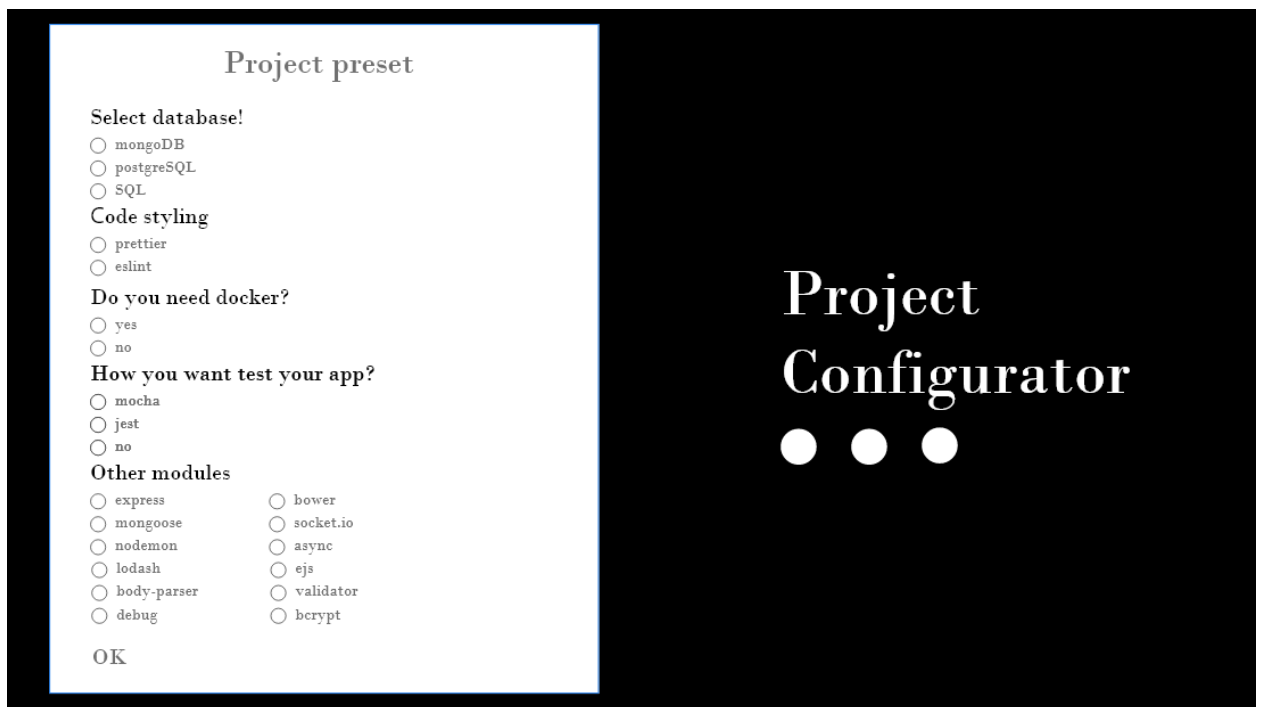 Project preset
Select database!
mongoDB
postgreSQL
SQL
Code styling
prettier
eslint
Do you need docker?
yes
no
How you want test your app?
mocha
jest
no
Other modules
express
mongoose
nodemon
lodash
body-parser
debug
bower
socket.io
async
ejs
validator
bcrypt
OK
Project
Configurator